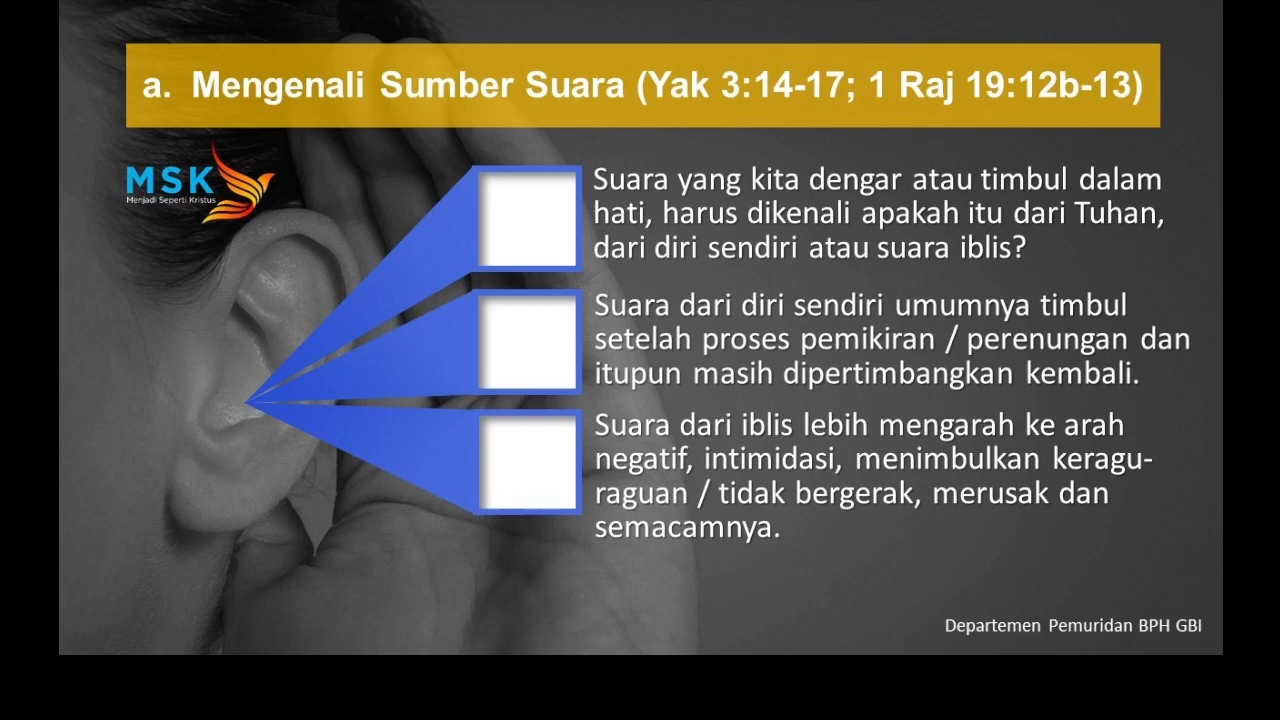 a. Mengenali Sumber Suara (Yak 3:14-17; 1 Raj 19:12b-13)
MSK
Menjadi Seperti Kristus
Suara yang kita dengar atau timbul dalam
hati, harus dikenali apakah itu dari Tuhan,
dari diri sendiri atau suara iblis?
Suara dari diri sendiri umumnya timbul
setelah proses pemikiran / perenungan dan
itupun masih dipertimbangkan kembali.
Suara dari iblis lebih mengarah ke arah
negatif, intimidasi, menimbulkan keragu-
raguan / tidak bergerak, merusak dan
semacamnya.
Departemen Pemuridan BPH GBI